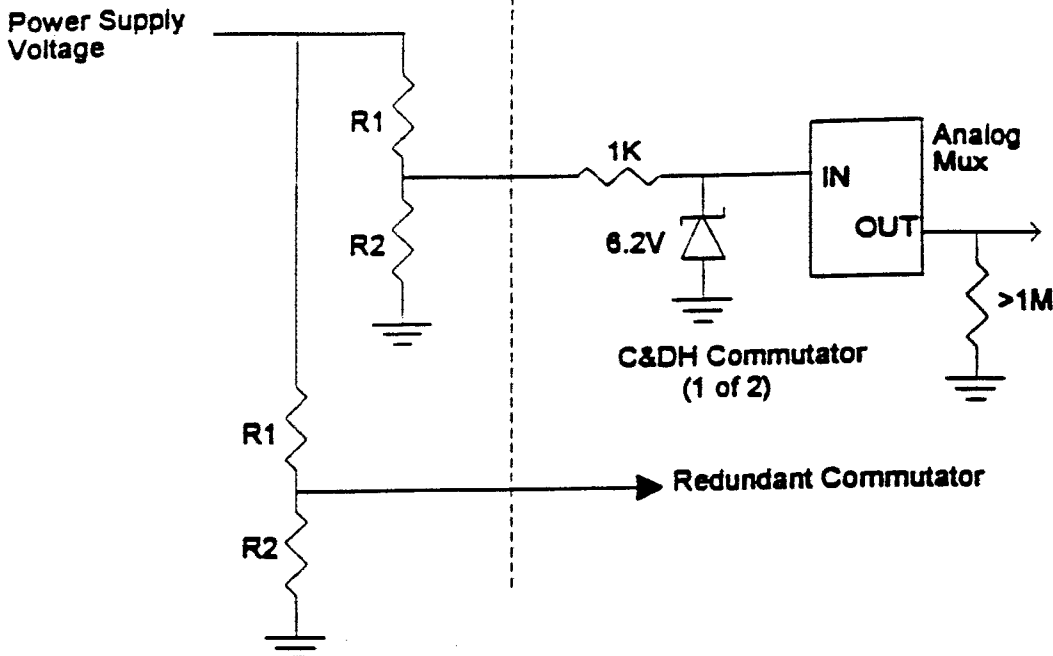 Power Supply
Voltage
R1
R2
1K
6.2V
IN
OUT
Analog
Mux
>1M
C&DH Commutator
(1 of 2)
R1
R2
Redundant Commutator